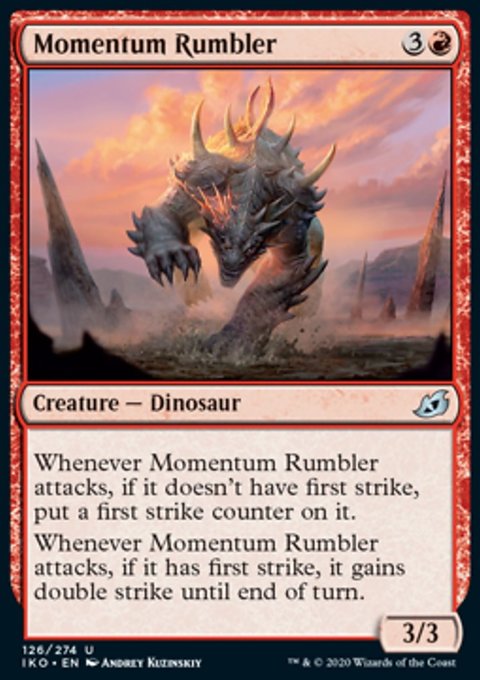 Momentum Rumbler 3
Creature — Dinosaur
Whenever Momentum Rumbler
attacks, if it doesn't have first strike,
put a first strike counter on it.
Whenever Momentum Rumbler
attacks, if it has first strike, it gains
double strike until end of turn.
3/3
126/274 U
IKO • EN Andrey Kuzinskiy
™ & © 2020 Wizards of the Coast